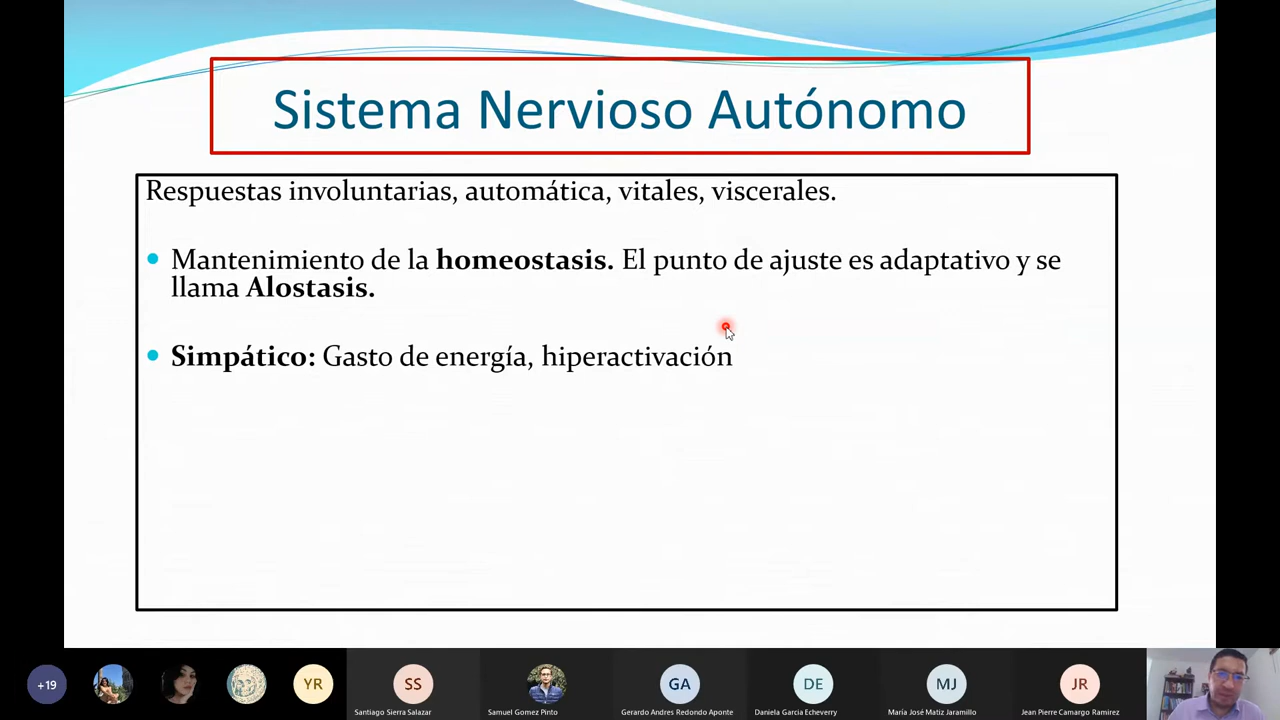 Sistema Nervioso Autónomo
Respuestas involuntarias, automática, vitales, viscerales.
Mantenimiento de la homeostasis. El punto de ajuste es adaptativo y se
llama Alostasis.
Simpático: Gasto de energía, hiperactivación
+19
YR
SS
GA
DE
MJ
JR
Santiago Sierra Salazar
Samuel Gomez Pinto
Gerardo Andres Redondo Aponte
Daniela Garcia Echeverry
María José Matiz Jaramillo
Jean Pierre Camargo Ramirez